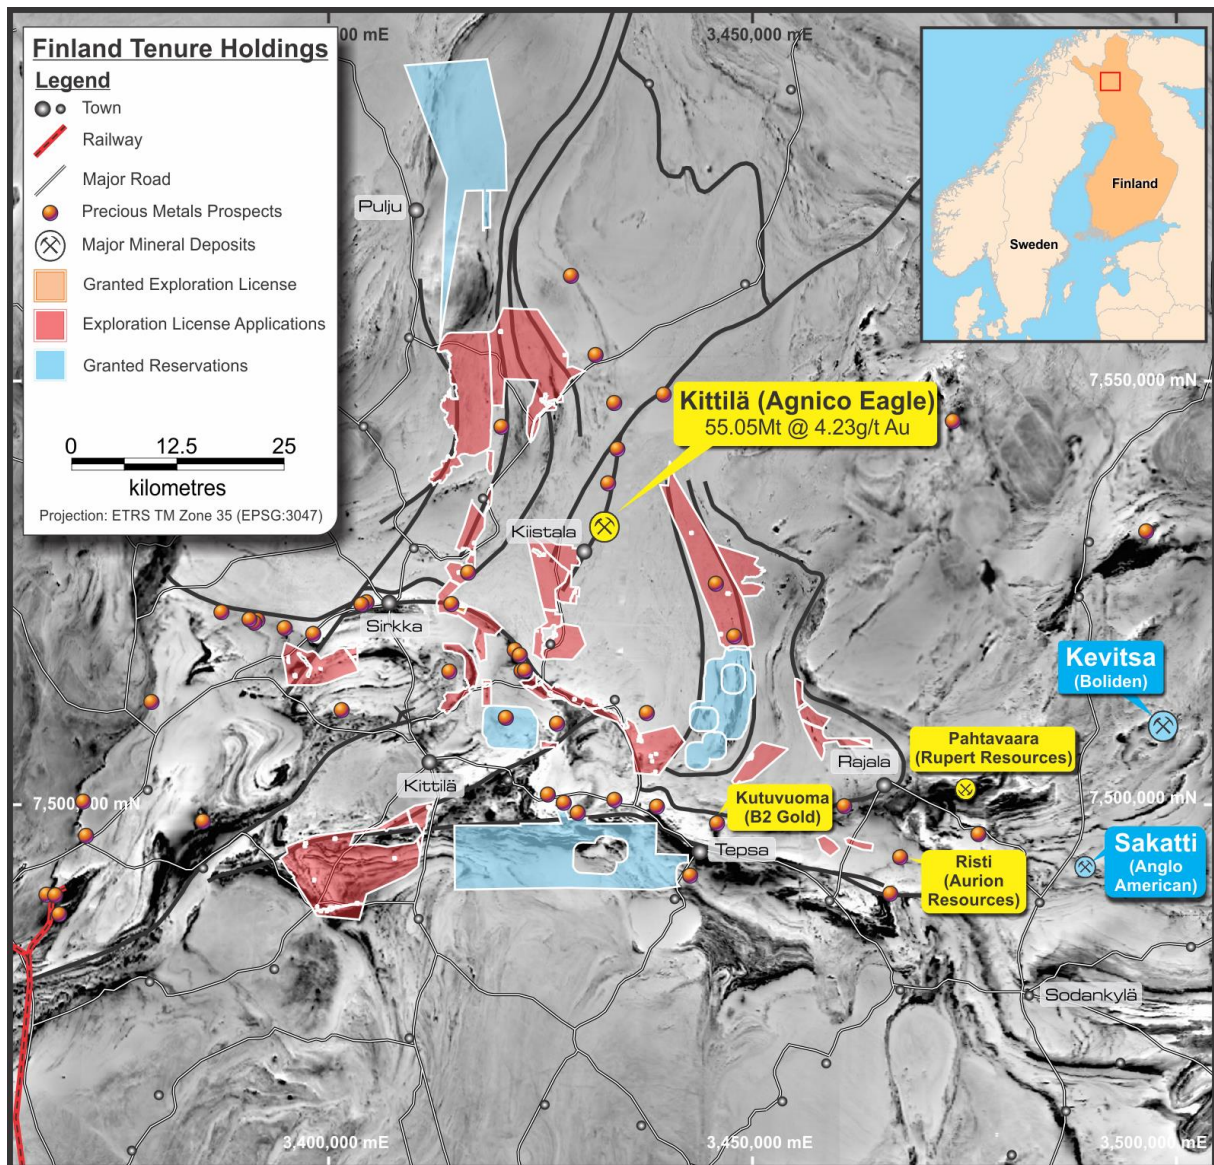 Finland Tenure Holdings
Legend
Town
Railway
Major Road
Precious Metals Prospects
Major Mineral Deposits
Granted Exploration License
Exploration License Applications
Granted Reservations
0 12.5 25
kilometres
Projection: ETRS TM Zone 35 (EPSG:3047)
00 mE
3,450,000 mE
Finland
Sweden
Pulju
7,550,000 mN
Kittilä (Agnico Eagle)
55.05Mt @ 4.23g/t Au
Kiistala
Sirkka
Kevitsa
(Boliden)
Pahtavaara
(Rupert Resources)
Rajala
Kittilä
7,500,000 mN
Kutuvuoma
(B2 Gold)
7,500,000 mN
Tepsa
Risti
(Aurion
Resources)
Sakatti
(Anglo
American)
Sodankylä
3,400,000 mE
3,450,000 mE
3,500,000 mE